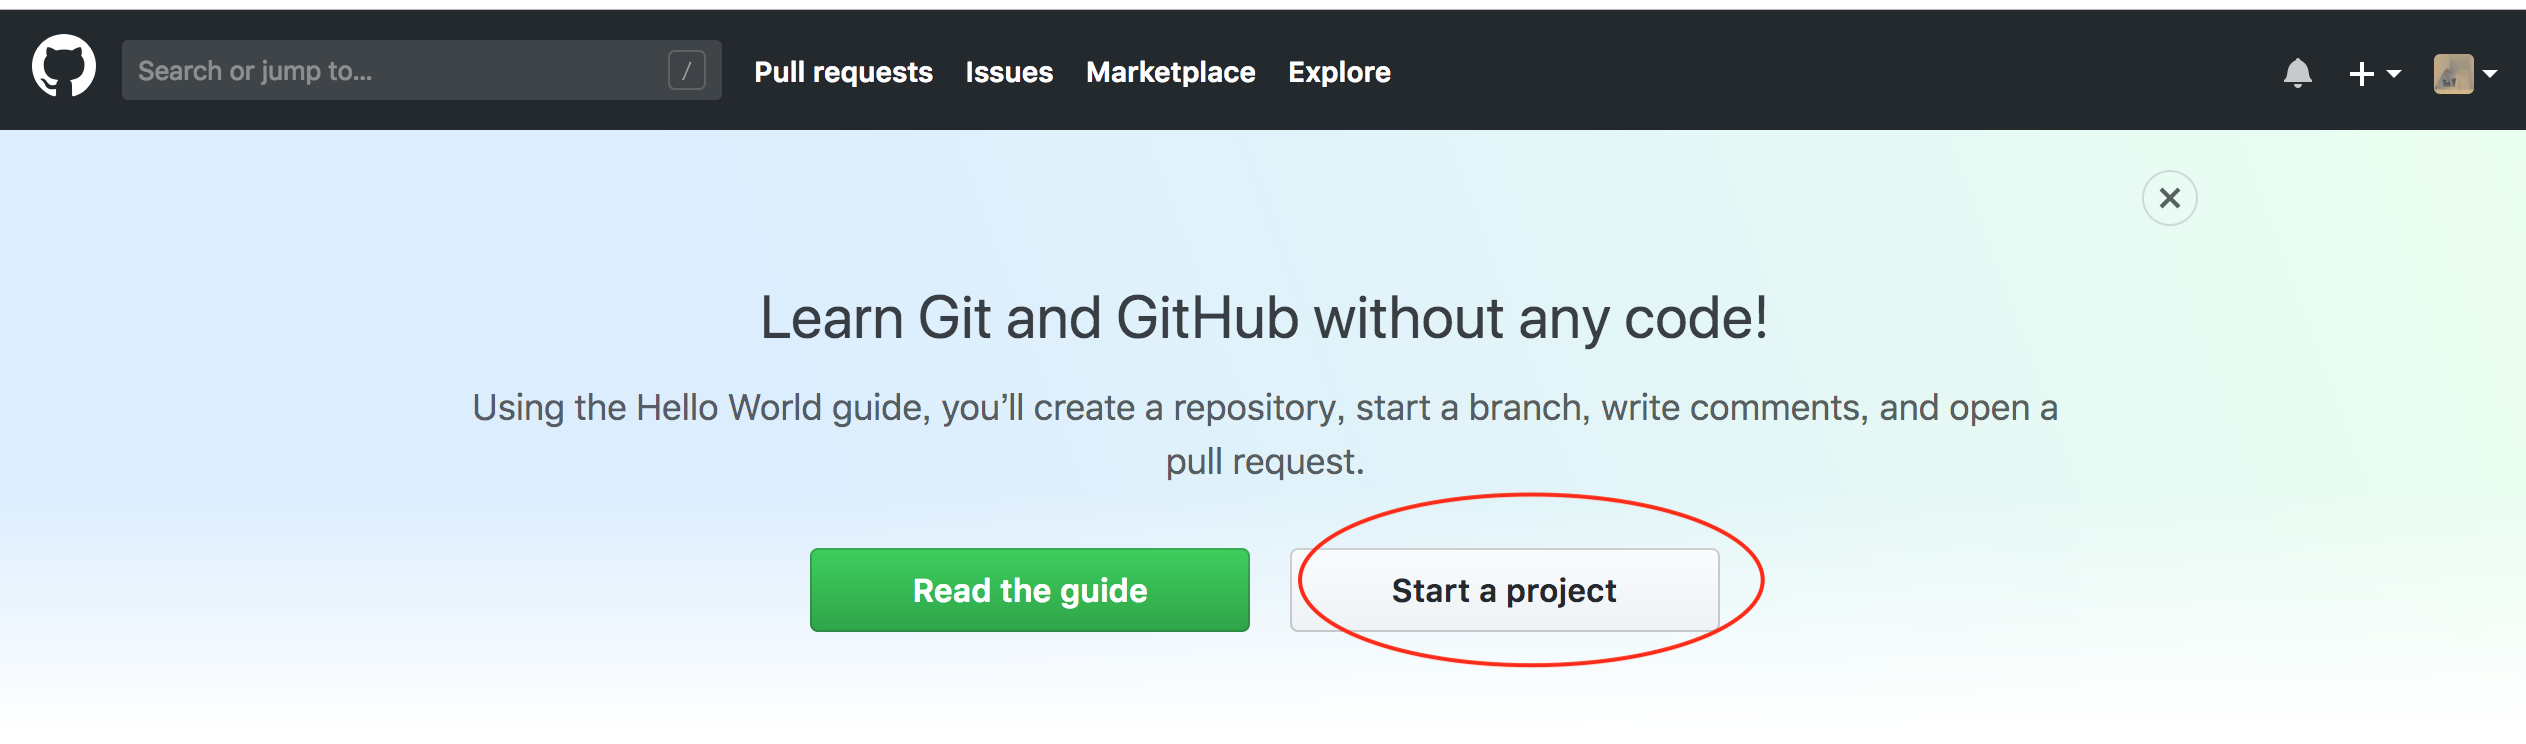 Search or jump to... /
Pull requests Issues Marketplace Explore
Learn Git and GitHub without any code!
Using the Hello World guide, you’ll create a repository, start a branch, write comments, and open a
pull request.
Read the guide
Start a project